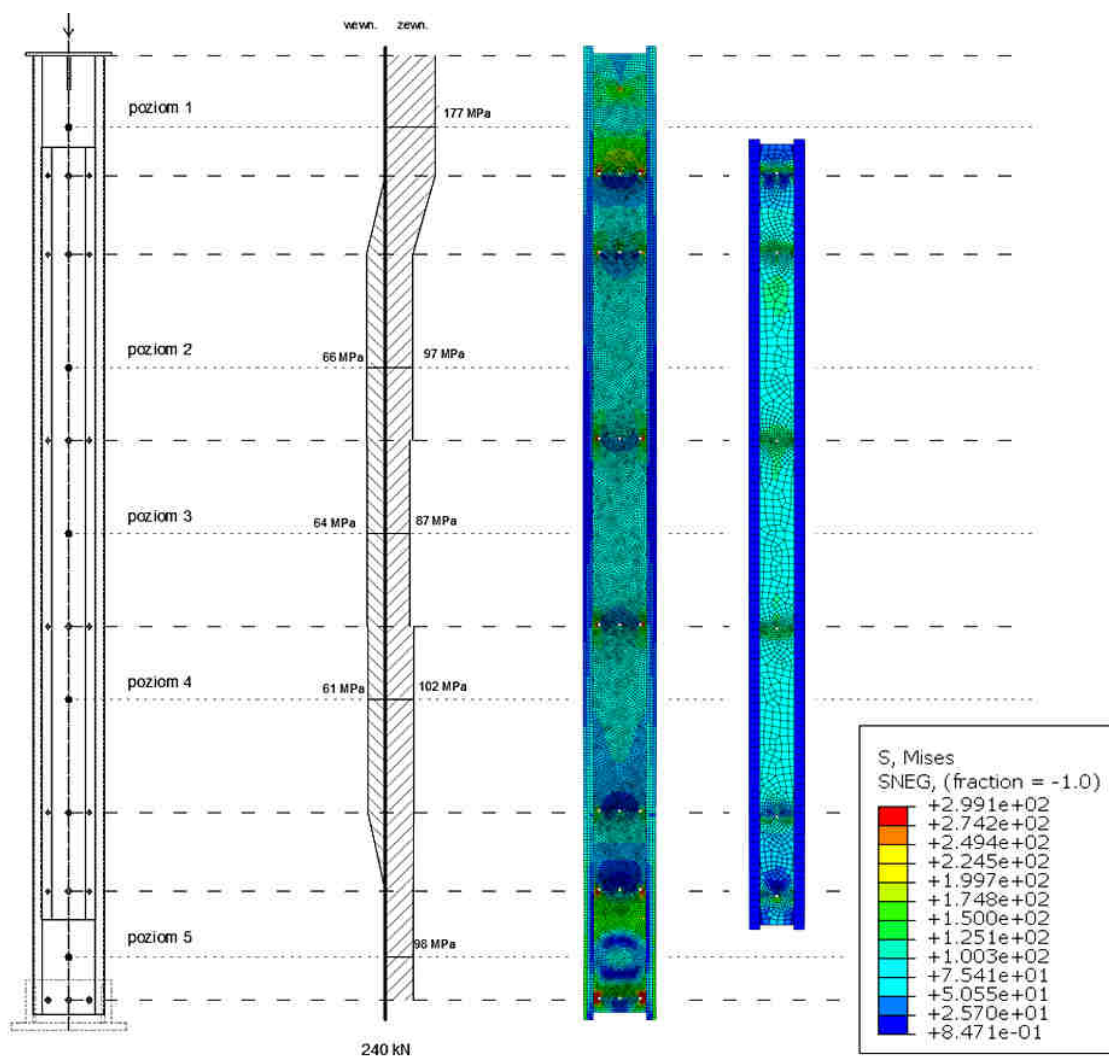 wewn. zewn.
poziom 1
177 MPa
poziom 2
66 MPa
97 MPa
poziom 3
64 MPa
87 MPa
poziom 4
61 MPa
102 MPa
poziom 5
98 MPa
240 kN
S, Mises
SNEG, (fraction = -1.0)
+2.991e+02
+2.742e+02
+2.494e+02
+2.245e+02
+1.997e+02
+1.748e+02
+1.500e+02
+1.251e+02
+1.003e+02
+7.541e+01
+5.055e+01
+2.570e+01
+8.471e-01